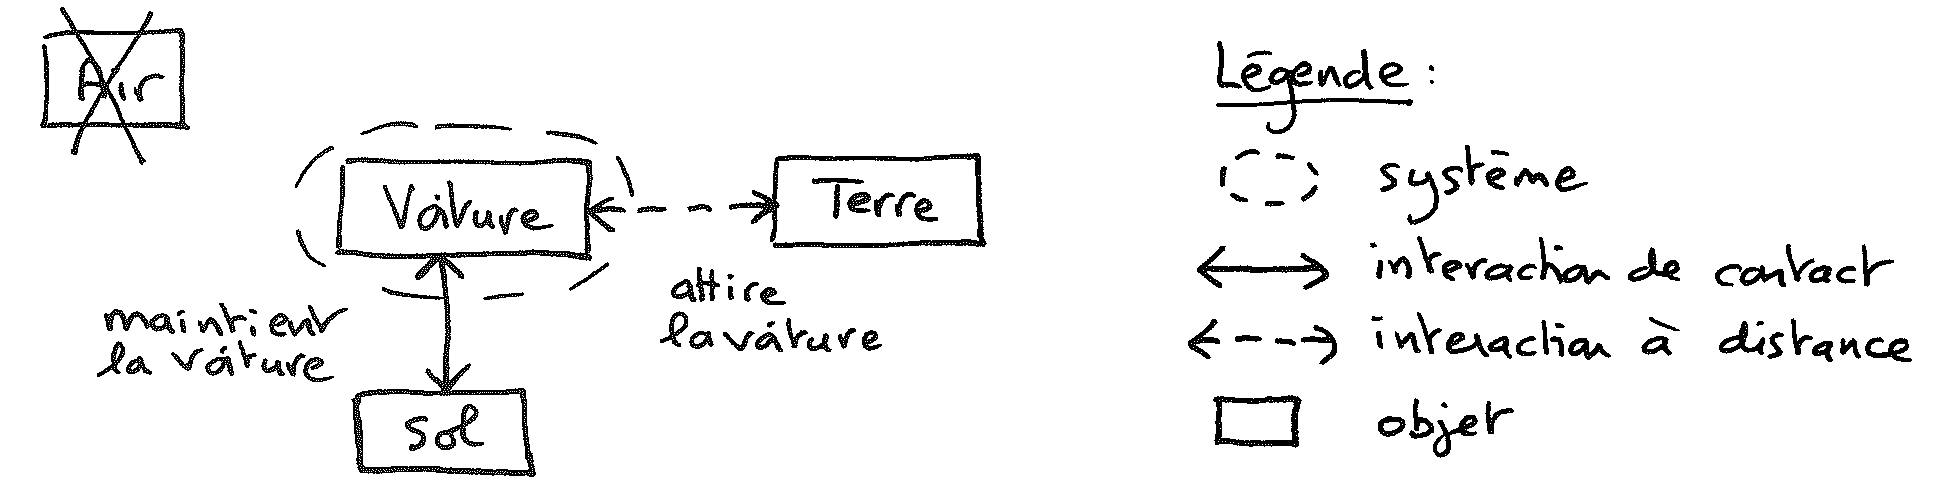 Air
Voiture
Terre
maintient
la voiture
attire
la voiture
sol
Légende :
système
interaction de contact
interaction à distance
objet